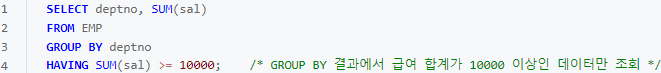 1 SELECT deptno, SUM(sal)
2 FROM EMP
3 GROUP BY deptno
4 HAVING SUM(sal) >= 10000; /* GROUP BY 결과에서 급여 합계가 10000 이상인 데이터만 조회 */